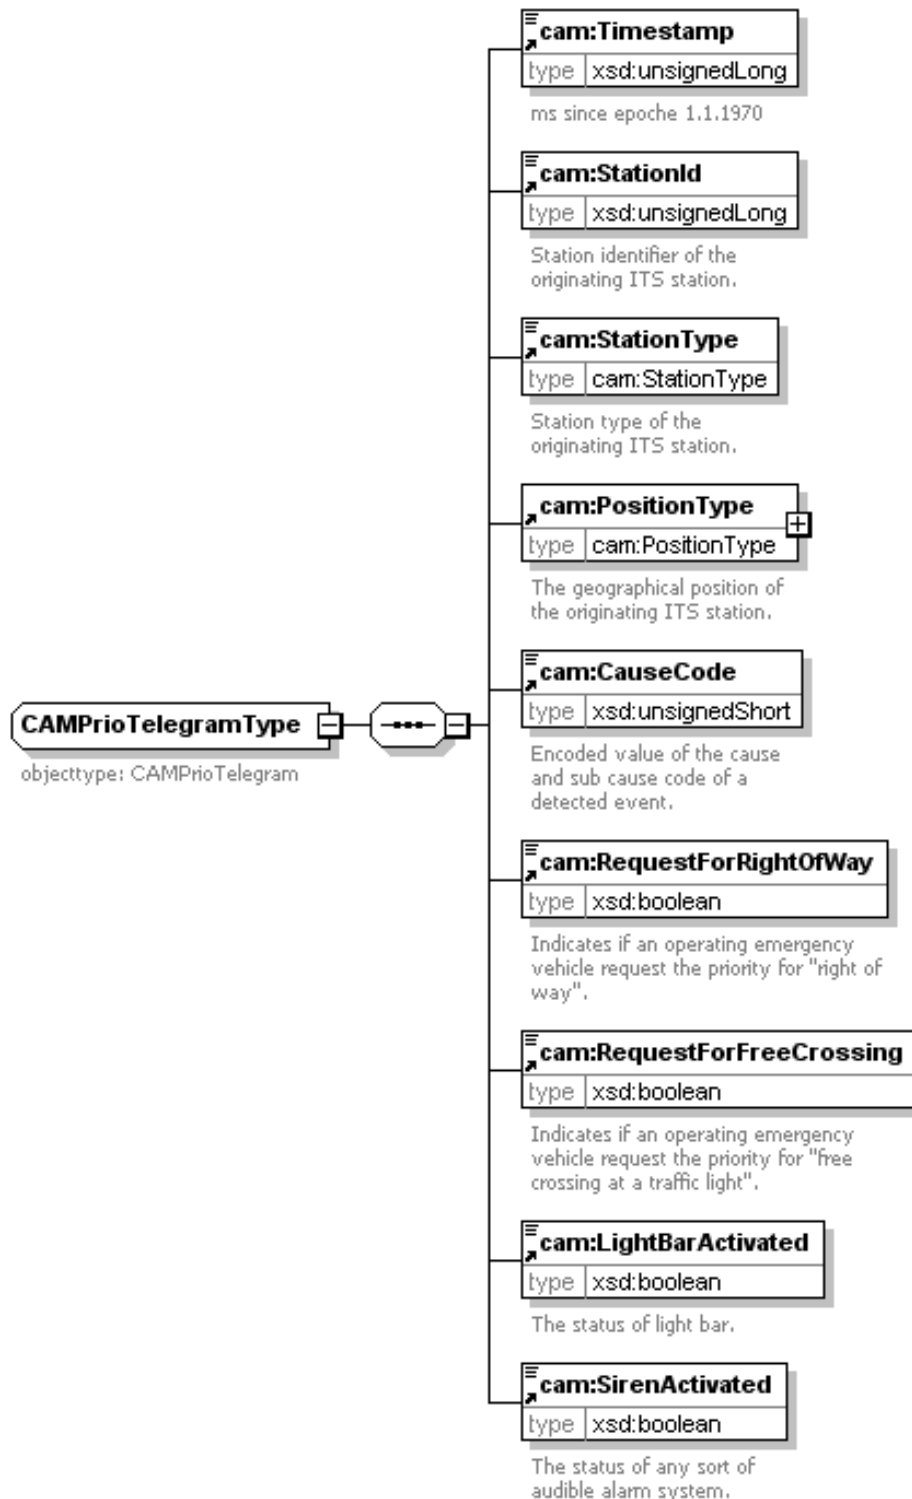 cam:Timestamp
type xsd:unsignedLong
ms since epoche 1.1.1970
cam:StationId
type xsd:unsignedLong
Station identifier of the
originating ITS station.
cam:StationType
type cam:StationType
Station type of the
originating ITS station.
cam:PositionType
type cam:PositionType
The geographical position of
the originating ITS station.
cam:CauseCode
type xsd:unsignedShort
Encoded value of the cause
and sub cause code of a
detected event.
CAMPrioTelegramType
objecttype: CAMPrioTelegram
cam:RequestForRightOfWay
type xsd:boolean
Indicates if an operating emergency
vehicle request the priority for "right of
way".
cam:RequestForFreeCrossing
type xsd:boolean
Indicates if an operating emergency
vehicle request the priority for "free
crossing at a traffic light".
cam:LightBarActivated
type xsd:boolean
The status of light bar.
cam:SirenActivated
type xsd:boolean
The status of any sort of
audible alarm system.